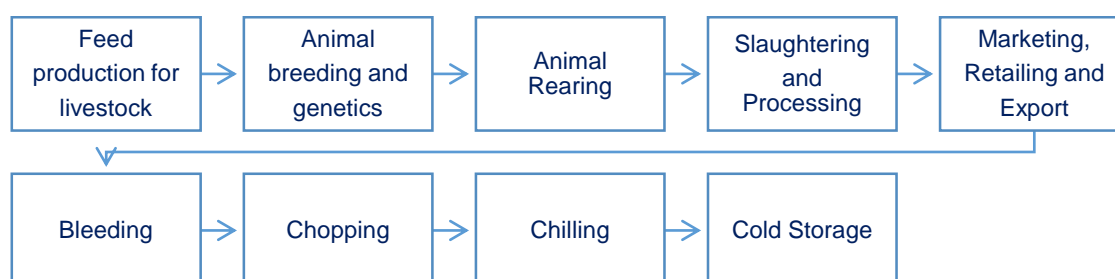 Feed
production for
livestock
Animal
breeding and
genetics
Animal
Rearing
Slaughtering
and
Processing
Marketing,
Retailing and
Export
Bleeding
Chopping
Chilling
Cold Storage